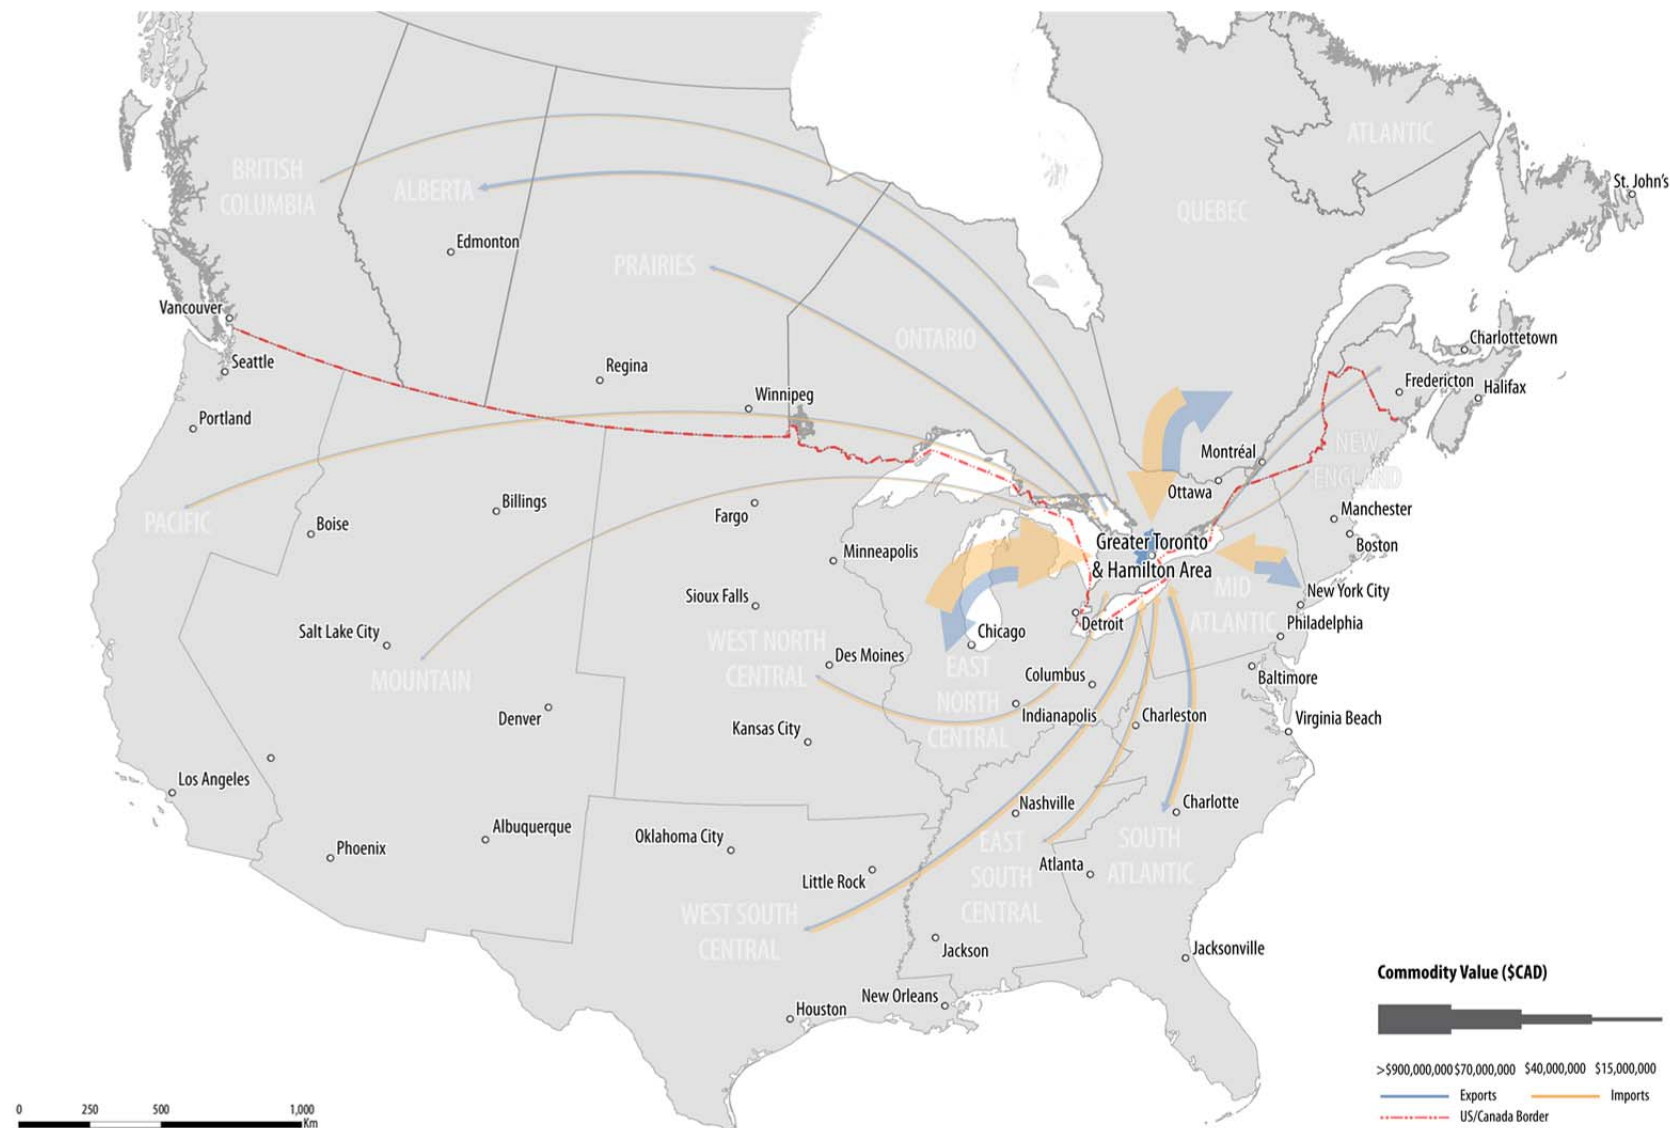 ATLANTIC
BRITISH
COLUMBIA
ALBERTA
St. John's
QUEBEC
Edmonton
PRAIRIES
Vancouver
ONTARIO
Charlottetown
Seattle
Regina
Fredericton
Halifax
Winnipeg
Portland
NEW
ENGLAND
Montréal
Ottawa
Billings
PACIFIC
Boise
Fargo
Manchester
Boston
Minneapolis
Greater Toronto
& Hamilton Area
Sioux Falls
MID
ATLANTIC
New York City
Philadelphia
Salt Lake City
WEST NORTH
CENTRAL
Chicago
Detroit
MOUNTAIN
Des Moines
EAST
NORTH
CENTRAL
Columbus
Baltimore
Denver
Kansas City
Indianapolis
Charleston
Virginia Beach
Los Angeles
Nashville
Charlotte
Albuquerque
Oklahoma City
Phoenix
EAST
SOUTH
CENTRAL
SOUTH
ATLANTIC
Atlanta
Little Rock
WEST SOUTH
CENTRAL
Jackson
Jacksonville
New Orleans
Houston
Commodity Value ($CAD)
>$900,000,000 $70,000,000 $40,000,000 $15,000,000
Exports Imports
US/Canada Border
0 250 500 1,000
Km